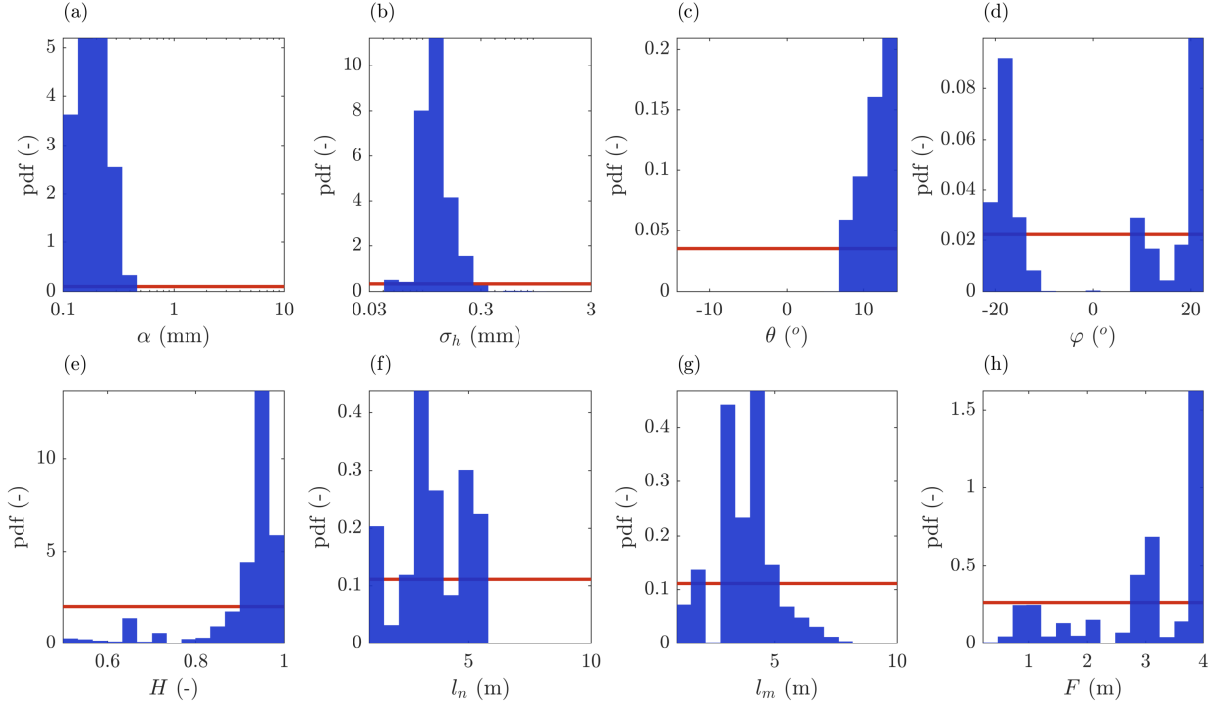 (a) (b) (c) (d)
pdf (-) 5 4 3 2 1 0
0.1 1 10
α (mm)
pdf (-) 10 8 6 4 2 0
0.03 0.3 3
σ_h (mm)
pdf (-) 0.2 0.15 0.1 0.05 0
-10 0 10
θ (°)
pdf (-) 0.08 0.06 0.04 0.02 0
-20 0 20
φ (°)
(e) (f) (g) (h)
pdf (-) 10 5 0
0.6 0.8 1
H (-)
pdf (-) 0.4 0.3 0.2 0.1 0
5 10
l_n (m)
pdf (-) 0.4 0.3 0.2 0.1 0
5 10
l_m (m)
pdf (-) 1.5 1 0.5 0
1 2 3 4
F (m)